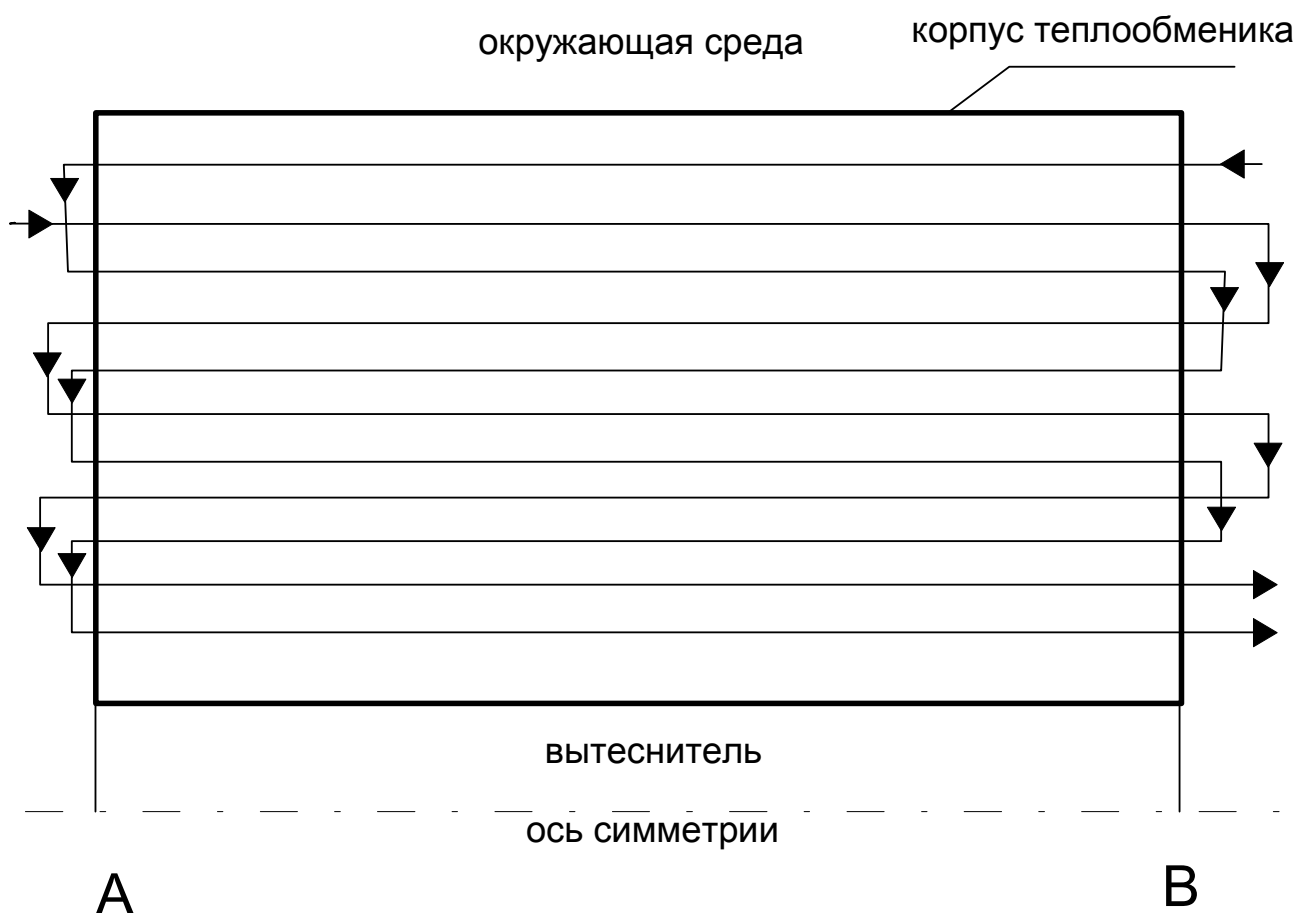 окружающая среда
корпус теплообменика
вытеснитель
ось симметрии
A
B